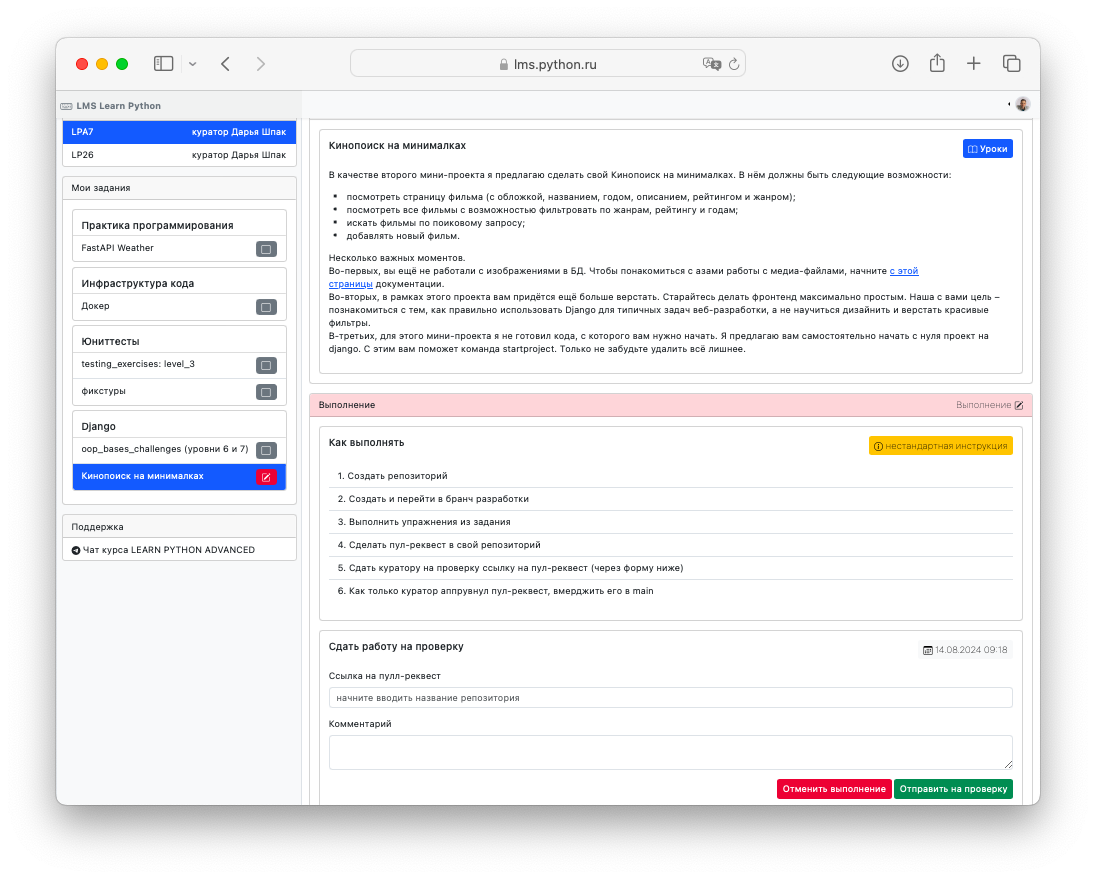 lms.python.ru
LMS Learn Python
LPA7 куратор Дарья Шпак
LP26 куратор Дарья Шпак
Мои задания
Практика программирования
FastAPI Weather
Инфраструктура кода
Докер
Юниттесты
testing_exercises: level_3
фикстуры
Django
oop_bases_challenges (уровни 6 и 7)
Кинопоиск на минималках
Поддержка
Чат курса LEARN PYTHON ADVANCED
Кинопоиск на минималках
Уроки
В качестве второго мини-проекта я предлагаю сделать свой Кинопоиск на минималках. В нём должны быть следующие возможности:
• посмотреть страницу фильма (с обложкой, названием, годом, описанием, рейтингом и жанром);
• посмотреть все фильмы с возможностью фильтровать по жанрам, рейтингу и годам;
• искать фильмы по поиковому запросу;
• добавлять новый фильм.
Несколько важных моментов.
Во-первых, вы ещё не работали с изображениями в БД. Чтобы понакомиться с азами работы с медиа-файлами, начните с этой
страницы документации.
Во-вторых, в рамках этого проекта вам придётся ещё больше верстать. Старайтесь делать фронтенд максимально простым. Наша с вами цель –
познакомиться с тем, как правильно использовать Django для типичных задач веб-разработки, а не научиться дизайнить и верстать красивые
фильтры.
В-третьих, для этого мини-проекта я не готовил кода, с которого вам нужно начать. Я предлагаю вам самостоятельно начать с нуля проект на
django. С этим вам поможет команда startproject. Только не забудьте удалить всё лишнее.
Выполнение
Выполнение
Как выполнять
нестандартная инструкция
1. Создать репозиторий
2. Создать и перейти в бранч разработки
3. Выполнить упражнения из задания
4. Сделать пул-реквест в свой репозиторий
5. Сдать куратору на проверку ссылку на пул-реквест (через форму ниже)
6. Как только куратор аппрувнул пул-реквест, вмерджить его в main
Сдать работу на проверку
14.08.2024 09:18
Ссылка на пулл-реквест
начните вводить название репозитория
Комментарий
Отменить выполнение
Отправить на проверку